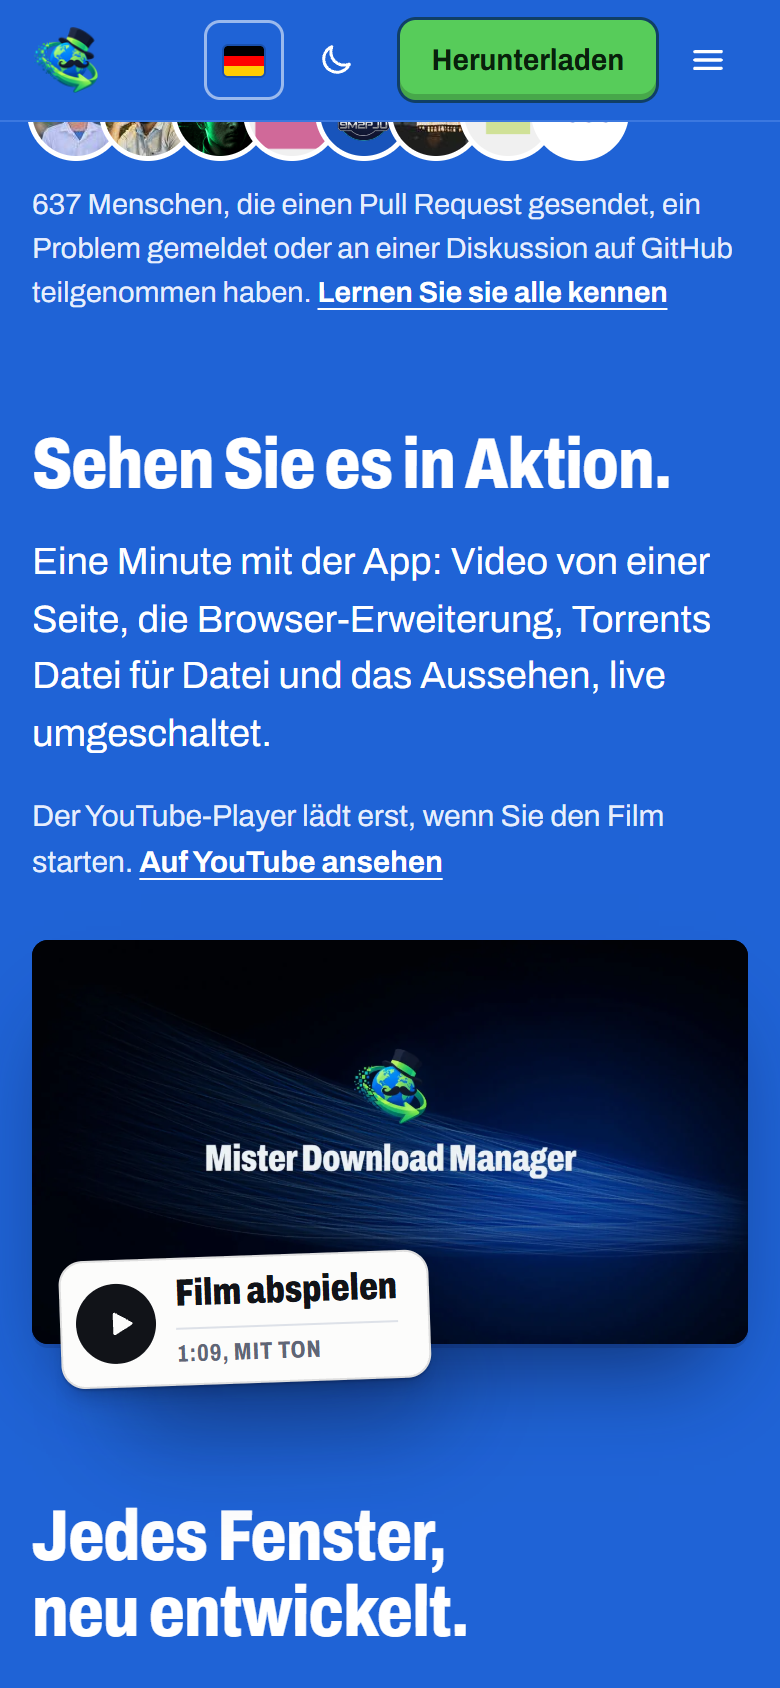 Herunterladen
9M2PJU
637 Menschen, die einen Pull Request gesendet, ein
Problem gemeldet oder an einer Diskussion auf GitHub
teilgenommen haben. Lernen Sie sie alle kennen
Sehen Sie es in Aktion.
Eine Minute mit der App: Video von einer
Seite, die Browser-Erweiterung, Torrents
Datei für Datei und das Aussehen, live
umgeschaltet.
Der YouTube-Player lädt erst, wenn Sie den Film
starten. Auf YouTube ansehen
Mister Download Manager
Film abspielen
1:09, MIT TON
Jedes Fenster,
neu entwickelt.